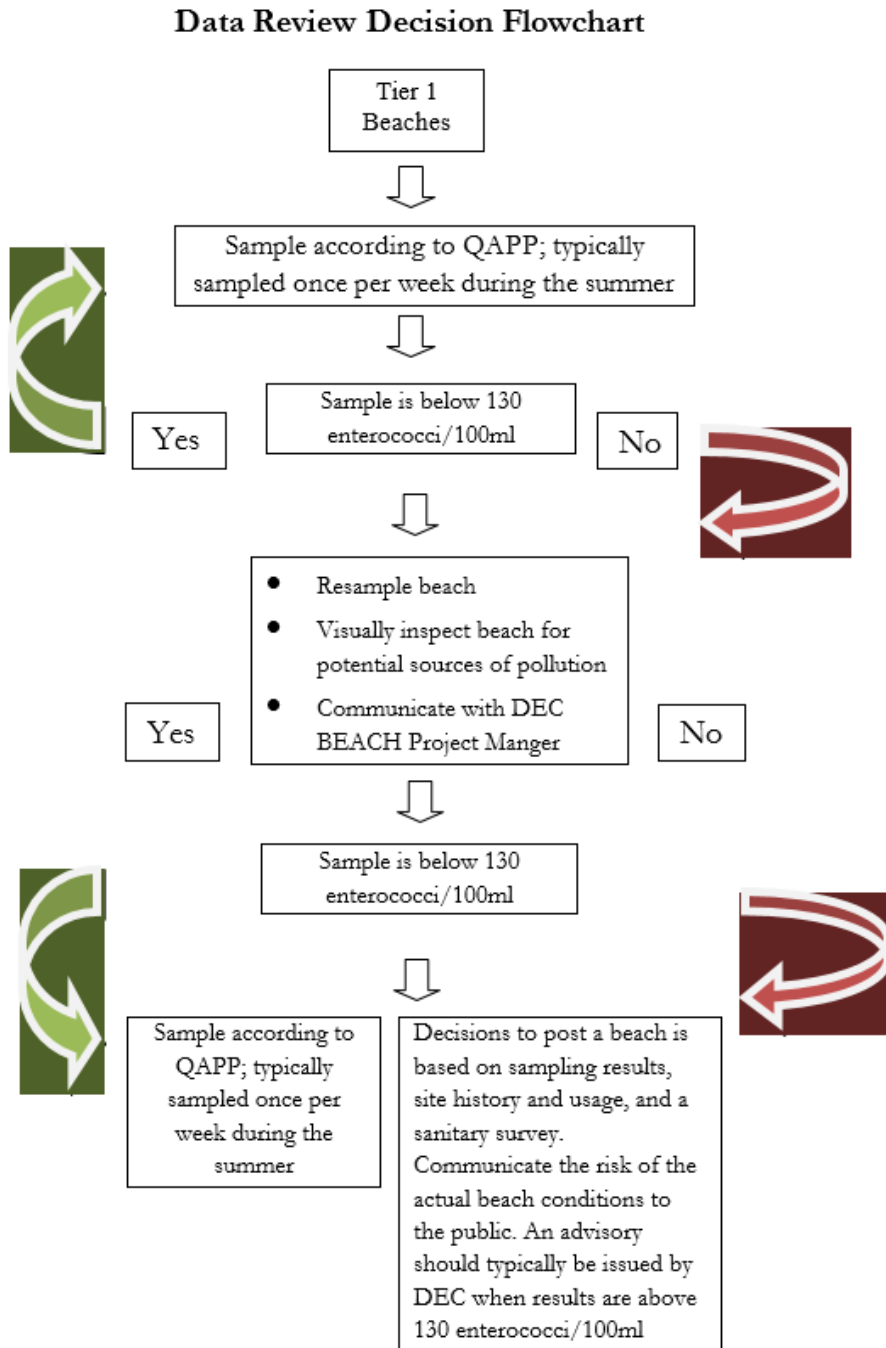 Data Review Decision Flowchart
Tier 1
Beaches
Sample according to QAPP; typically
sampled once per week during the summer
Sample is below 130
enterococci/100ml
Yes
No
● Resample beach
● Visually inspect beach for
potential sources of pollution
● Communicate with DEC
BEACH Project Manger
Yes
No
Sample is below 130
enterococci/100ml
Sample according to
QAPP; typically
sampled once per
week during the
summer
Decisions to post a beach is
based on sampling results,
site history and usage, and a
sanitary survey.
Communicate the risk of the
actual beach conditions to
the public. An advisory
should typically be issued by
DEC when results are above
130 enterococci/100ml